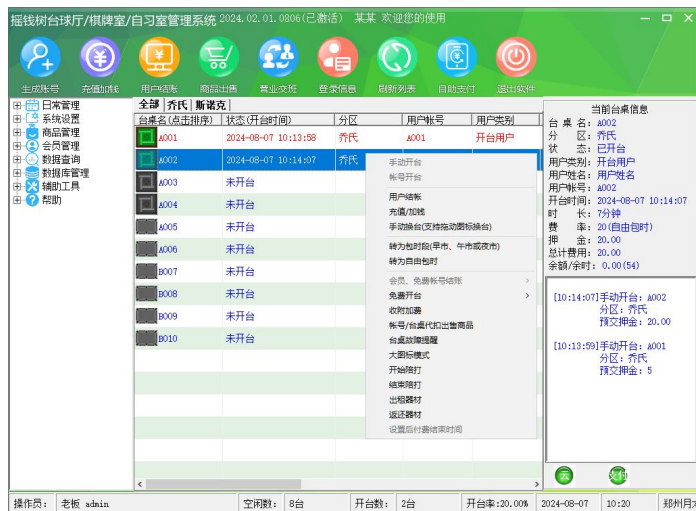 摇钱树台球厅/棋牌室/自习室管理系统 2024.02.01.0806(已激活) 某某 欢迎您的使用
生成账号 充值加钱 用户结账 商品出售 营业交班 登录信息 刷新列表 自助支付 退出软件
日常管理
系统设置
商品管理
会员管理
数据查询
数据库管理
辅助工具
帮助
全部 乔氏 斯诺克
台桌名(点击排序) 状态(开台时间) 分区 用户帐号 用户类别
A001 2024-08-07 10:13:58 乔氏 A001 开台用户
A002 2024-08-07 10:14:07 乔氏
A003 未开台
A004 未开台
A005 未开台
A006 未开台
B007 未开台
B008 未开台
B009 未开台
B010 未开台
手动开台
帐号开台
用户结帐
充值/加钱
手动换台(支持拖动图标换台)
转为包时段(早市、午市或夜市)
转为自由包时
会员、免费帐号结账
免费开台
收附加费
帐号/台桌代扣出售商品
台桌故障提醒
大图标模式
开始陪打
结束陪打
出租器材
返还器材
设置后付费结束时间
当前台桌信息
台 桌 名: A002
分 区: 乔氏
状 态: 已开台
用户类别: 开台用户
用户姓名: 用户姓名
用户帐号: A002
开台时间: 2024-08-07 10:14:07
时 长: 7分钟
费 率: 20(自由包时)
押 金: 20.00
总计费用: 20.00
余额/余时: 0.00(54)
[10:14:07]手动开台: A002
分区: 乔氏
预交押金: 20.00
[10:13:59]手动开台: A001
分区: 乔氏
预交押金: 5
云 支付
操作员: 老板 admin 空闲数: 8台 开台数: 2台 开台率:20.00% 2024-08-07 10:20 郑州月